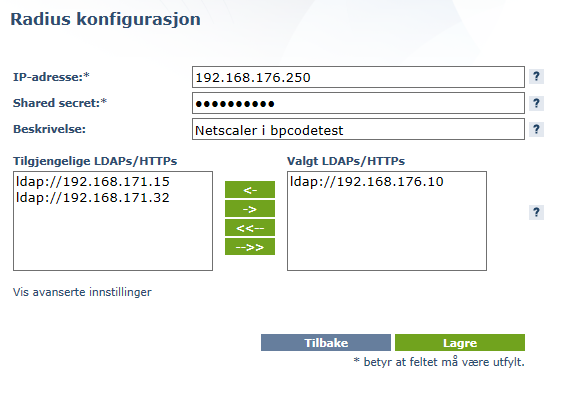 Radius konfigurasjon
IP-adresse:* 192.168.176.250 ?
Shared secret:* ●●●●●●●●●● ?
Beskrivelse: Netscaler i bpcodetest ?
Tilgjengelige LDAPs/HTTPs Valgt LDAPs/HTTPs
ldap://192.168.171.15 <- ldap://192.168.176.10
ldap://192.168.171.32 ->
<<-- ?
-->>
Vis avanserte innstillinger
Tilbake Lagre
* betyr at feltet må være utfylt.